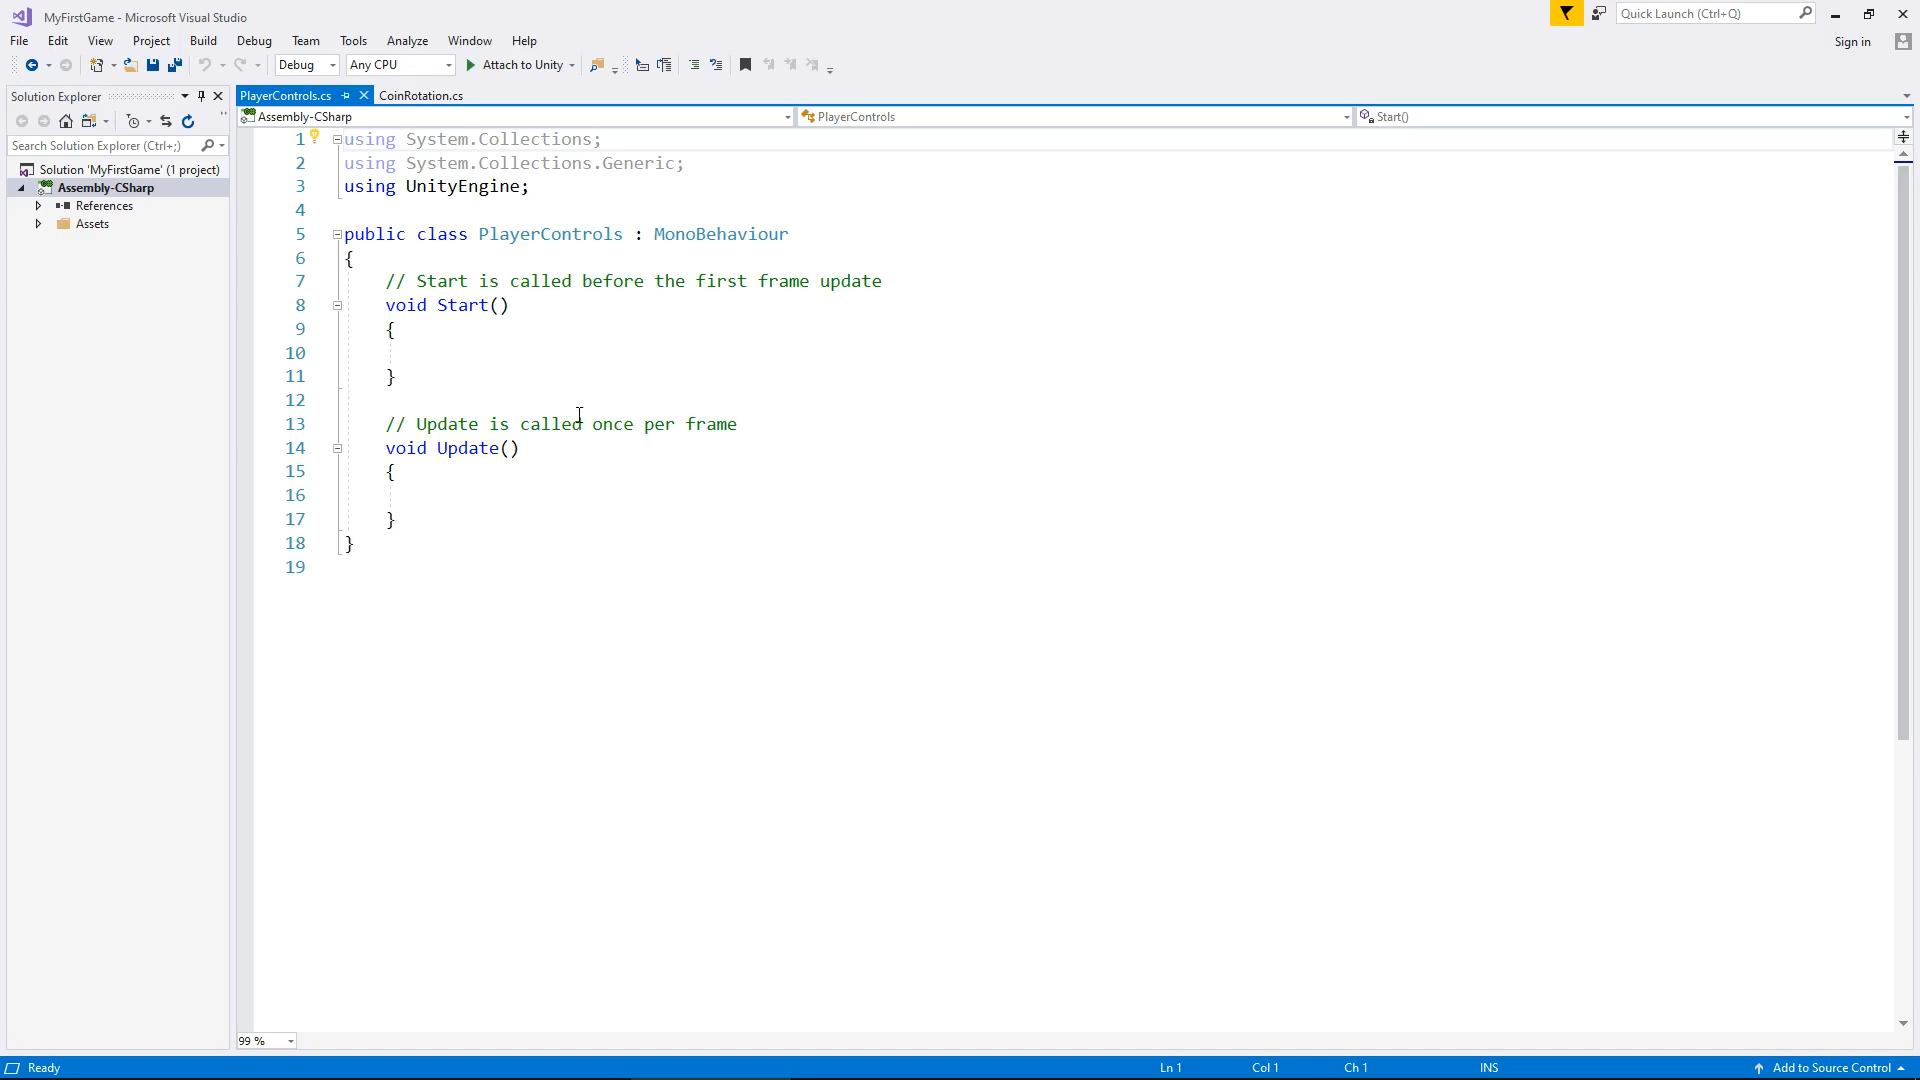 MyFirstGame - Microsoft Visual Studio
Quick Launch (Ctrl+Q)
File Edit View Project Build Debug Team Tools Analyze Window Help
Sign in
Debug Any CPU Attach to Unity
Solution Explorer
PlayerControls.cs CoinRotation.cs
Assembly-CSharp PlayerControls Start()
Search Solution Explorer (Ctrl+;)
Solution 'MyFirstGame' (1 project)
Assembly-CSharp
References
Assets
1 using System.Collections;
2 using System.Collections.Generic;
3 using UnityEngine;
4
5 public class PlayerControls : MonoBehaviour
6 {
7 // Start is called before the first frame update
8 void Start()
9 {
10
11 }
12
13 // Update is called once per frame
14 void Update()
15 {
16
17 }
18 }
19
99 %
Ready Ln 1 Col 1 Ch 1 INS Add to Source Control